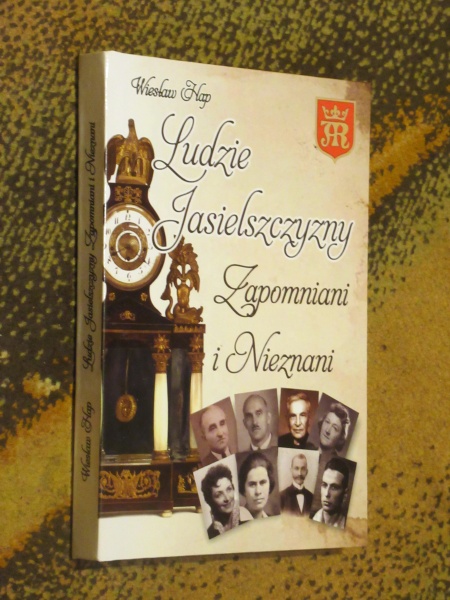 Wiesław Hap
Ludzie
Jasielszczyzny
Zapomniani
i Nieznani
Wiesław Hap Ludzie Jasielszczyzny Zapomniani i Nieznani